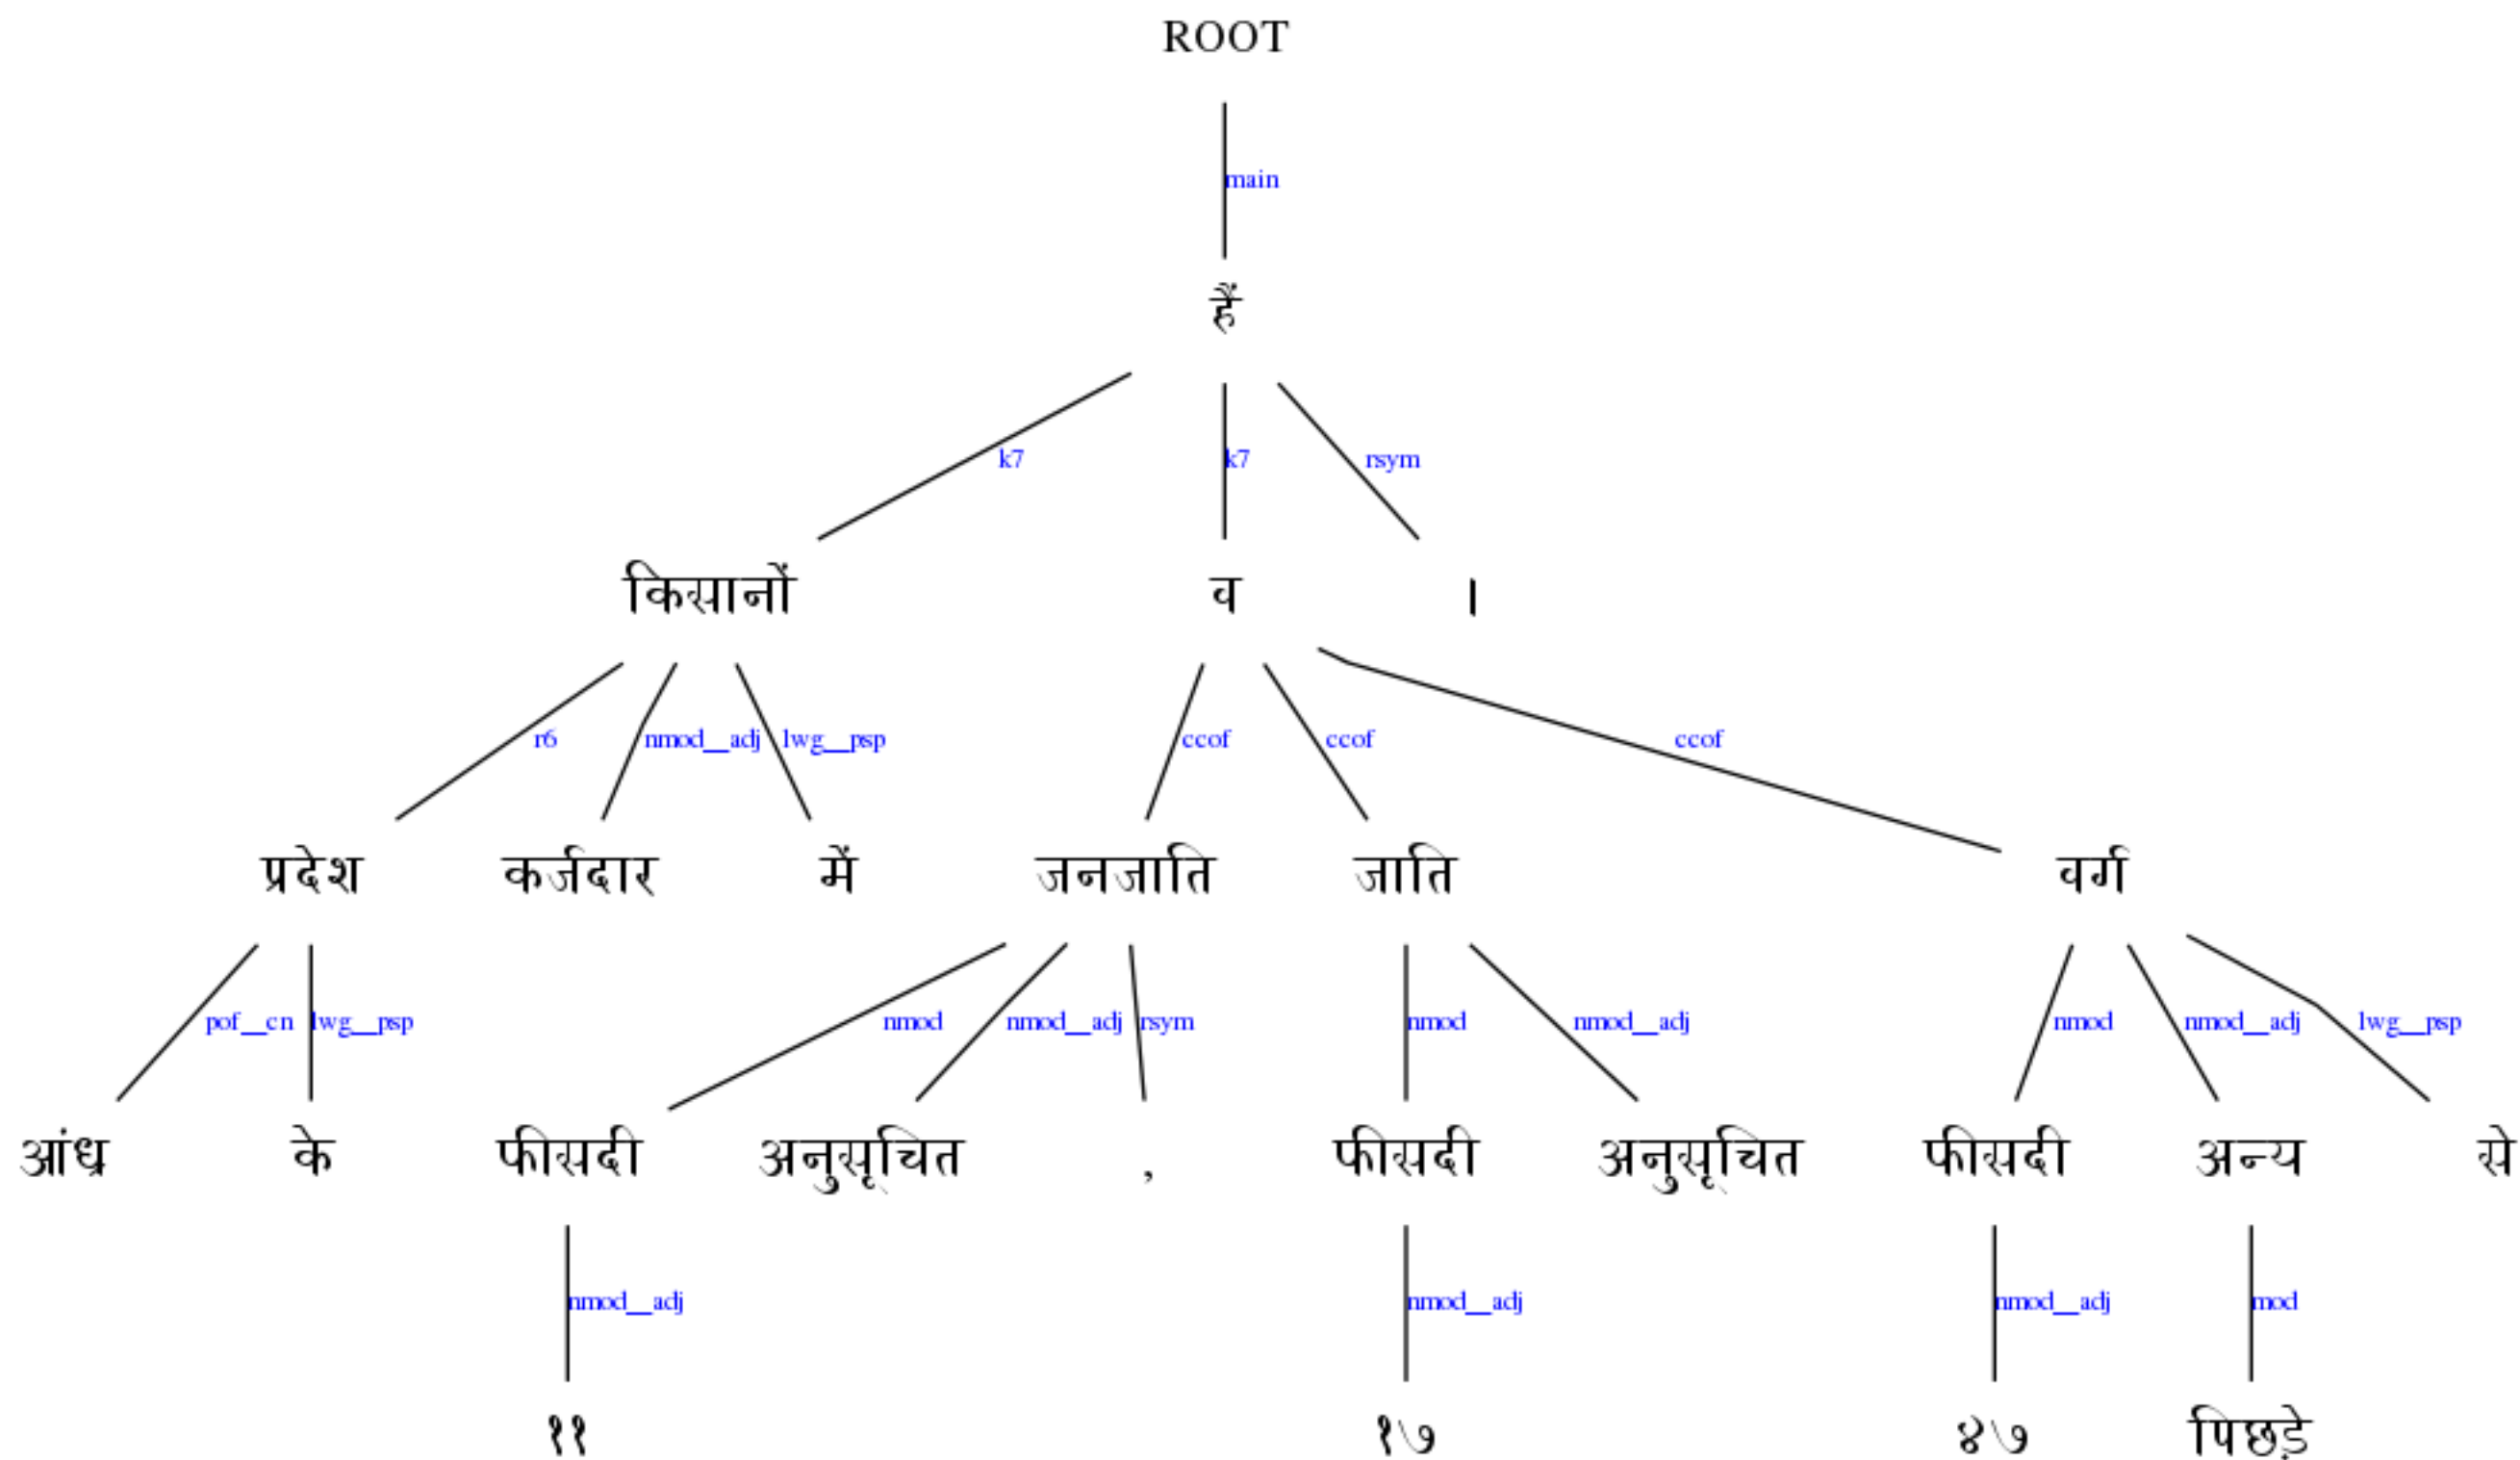 ROOT
main
हैं
k7 k7 rsym
किसानों व ।
r6 nmod__adj lwg__psp ccof ccof ccof
प्रदेश कर्जदार में जनजाति जाति वर्ग
pof__cn lwg__psp nmod nmod__adj rsym nmod nmod__adj nmod nmod__adj lwg__psp
आंध्र के फीसदी अनुसूचित , फीसदी अनुसूचित फीसदी अन्य से
nmod__adj nmod__adj nmod__adj mod
११ १७ ४७ पिछड़े